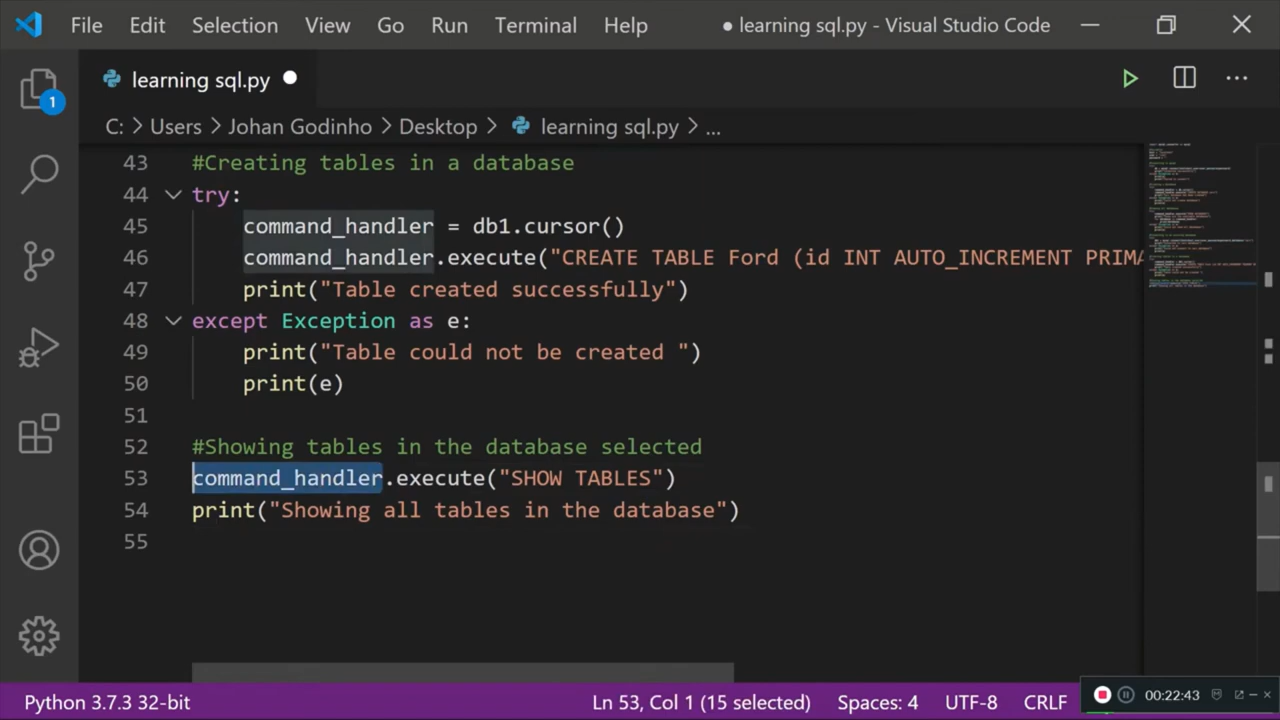 File Edit Selection View Go Run Terminal Help ● learning sql.py - Visual Studio Code
learning sql.py
1
C: > Users > Johan Godinho > Desktop > learning sql.py > ...
43 #Creating tables in a database
44 try:
45 command_handler = db1.cursor()
46 command_handler.execute("CREATE TABLE Ford (id INT AUTO_INCREMENT PRIMA
47 print("Table created successfully")
48 except Exception as e:
49 print("Table could not be created ")
50 print(e)
51
52 #Showing tables in the database selected
53 command_handler.execute("SHOW TABLES")
54 print("Showing all tables in the database")
55
Python 3.7.3 32-bit Ln 53, Col 1 (15 selected) Spaces: 4 UTF-8 CRLF 00:22:43